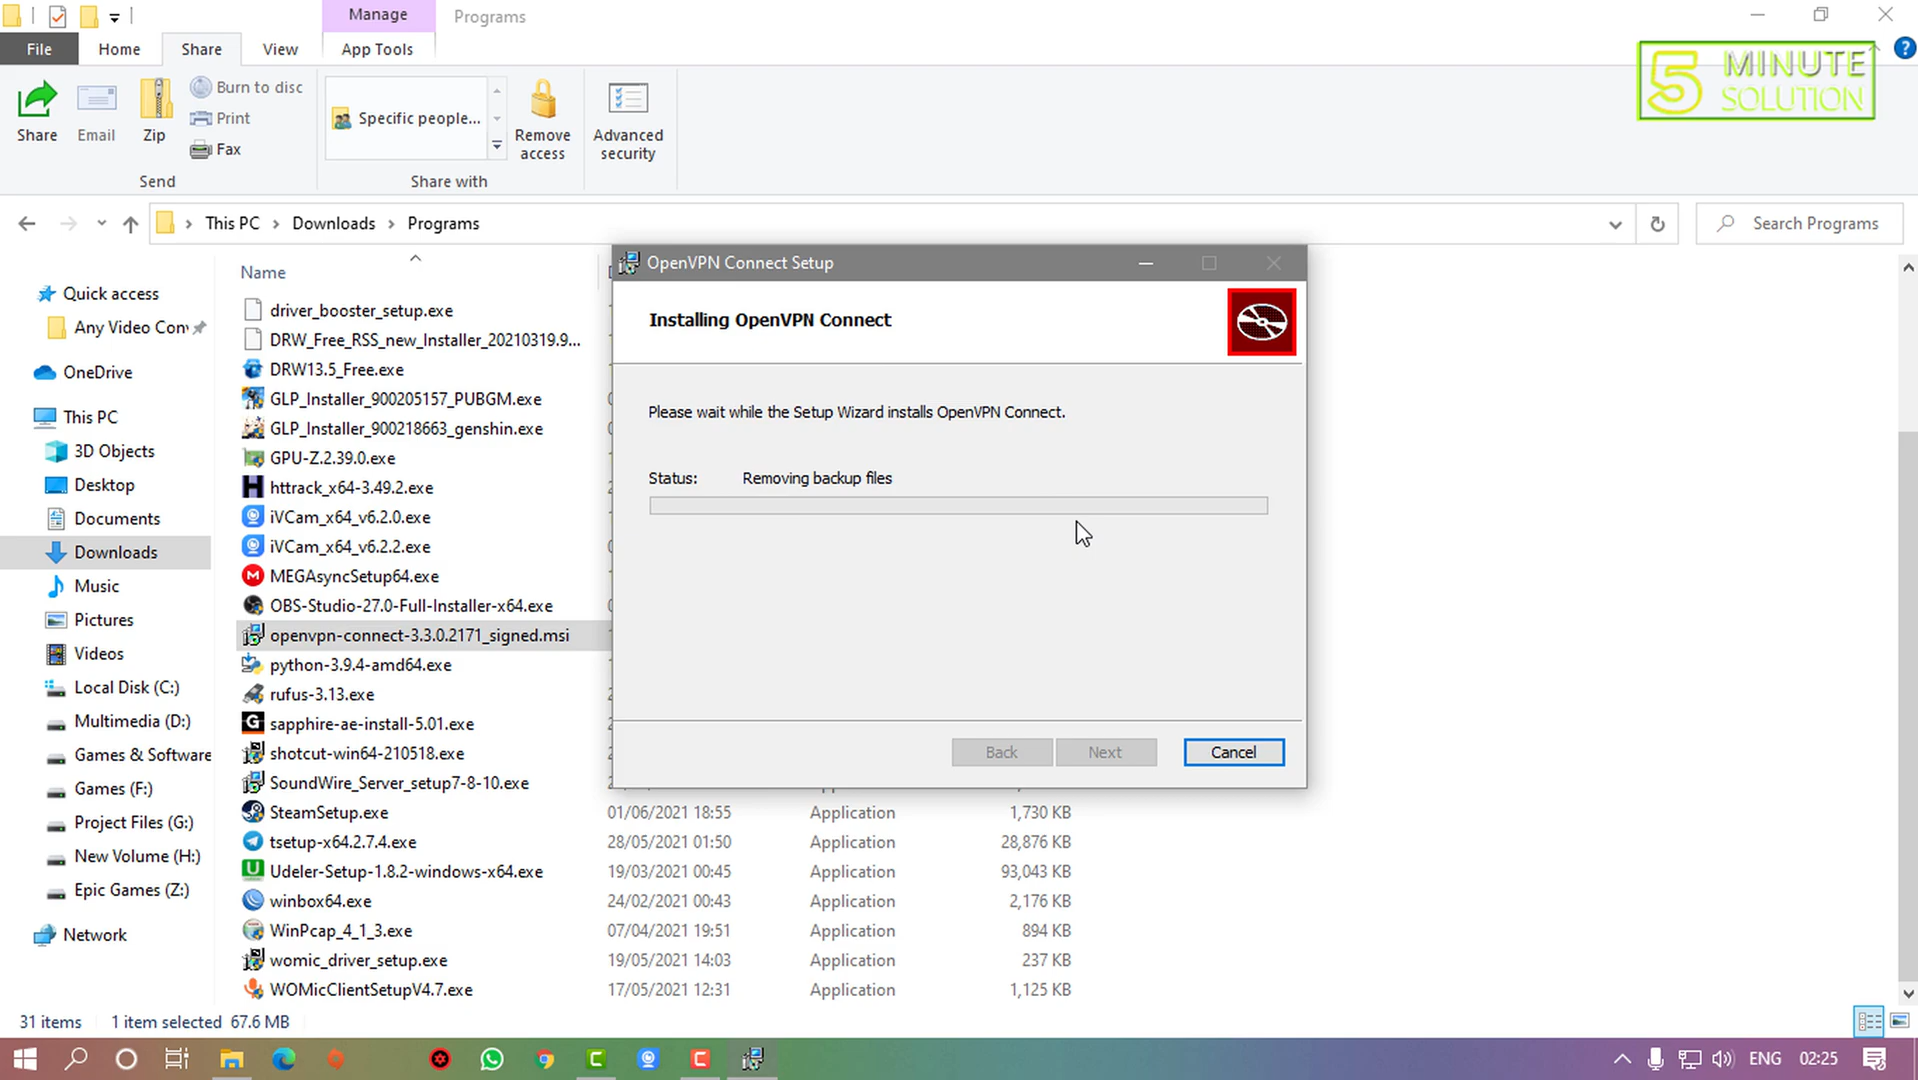 Manage
Programs
File
Home
Share
View
App Tools
5 MINUTE
SOLUTION
Share
Email
Zip
Burn to disc
Print
Fax
Send
Specific people...
Share with
Remove
access
Advanced
security
This PC
Downloads
Programs
Search Programs
Quick access
Any Video Con
OneDrive
This PC
3D Objects
Desktop
Documents
Downloads
Music
Pictures
Videos
Local Disk (C:)
Multimedia (D:)
Games & Software
Games (F:)
Project Files (G:)
New Volume (H:)
Epic Games (Z:)
Network
Name
driver_booster_setup.exe
DRW_Free_RSS_new_Installer_20210319.9...
DRW13.5_Free.exe
GLP_Installer_900205157_PUBGM.exe
GLP_Installer_900218663_genshin.exe
GPU-Z.2.39.0.exe
httrack_x64-3.49.2.exe
iVCam_x64_v6.2.0.exe
iVCam_x64_v6.2.2.exe
MEGAsyncSetup64.exe
OBS-Studio-27.0-Full-Installer-x64.exe
openvpn-connect-3.3.0.2171_signed.msi
python-3.9.4-amd64.exe
rufus-3.13.exe
sapphire-ae-install-5.01.exe
shotcut-win64-210518.exe
SoundWire_Server_setup7-8-10.exe
SteamSetup.exe 01/06/2021 18:55 Application 1,730 KB
tsetup-x64.2.7.4.exe 28/05/2021 01:50 Application 28,876 KB
Udeler-Setup-1.8.2-windows-x64.exe 19/03/2021 00:45 Application 93,043 KB
winbox64.exe 24/02/2021 00:43 Application 2,176 KB
WinPcap_4_1_3.exe 07/04/2021 19:51 Application 894 KB
womic_driver_setup.exe 19/05/2021 14:03 Application 237 KB
WOMicClientSetupV4.7.exe 17/05/2021 12:31 Application 1,125 KB
OpenVPN Connect Setup
Installing OpenVPN Connect
Please wait while the Setup Wizard installs OpenVPN Connect.
Status: Removing backup files
Back
Next
Cancel
31 items 1 item selected 67.6 MB
ENG 02:25